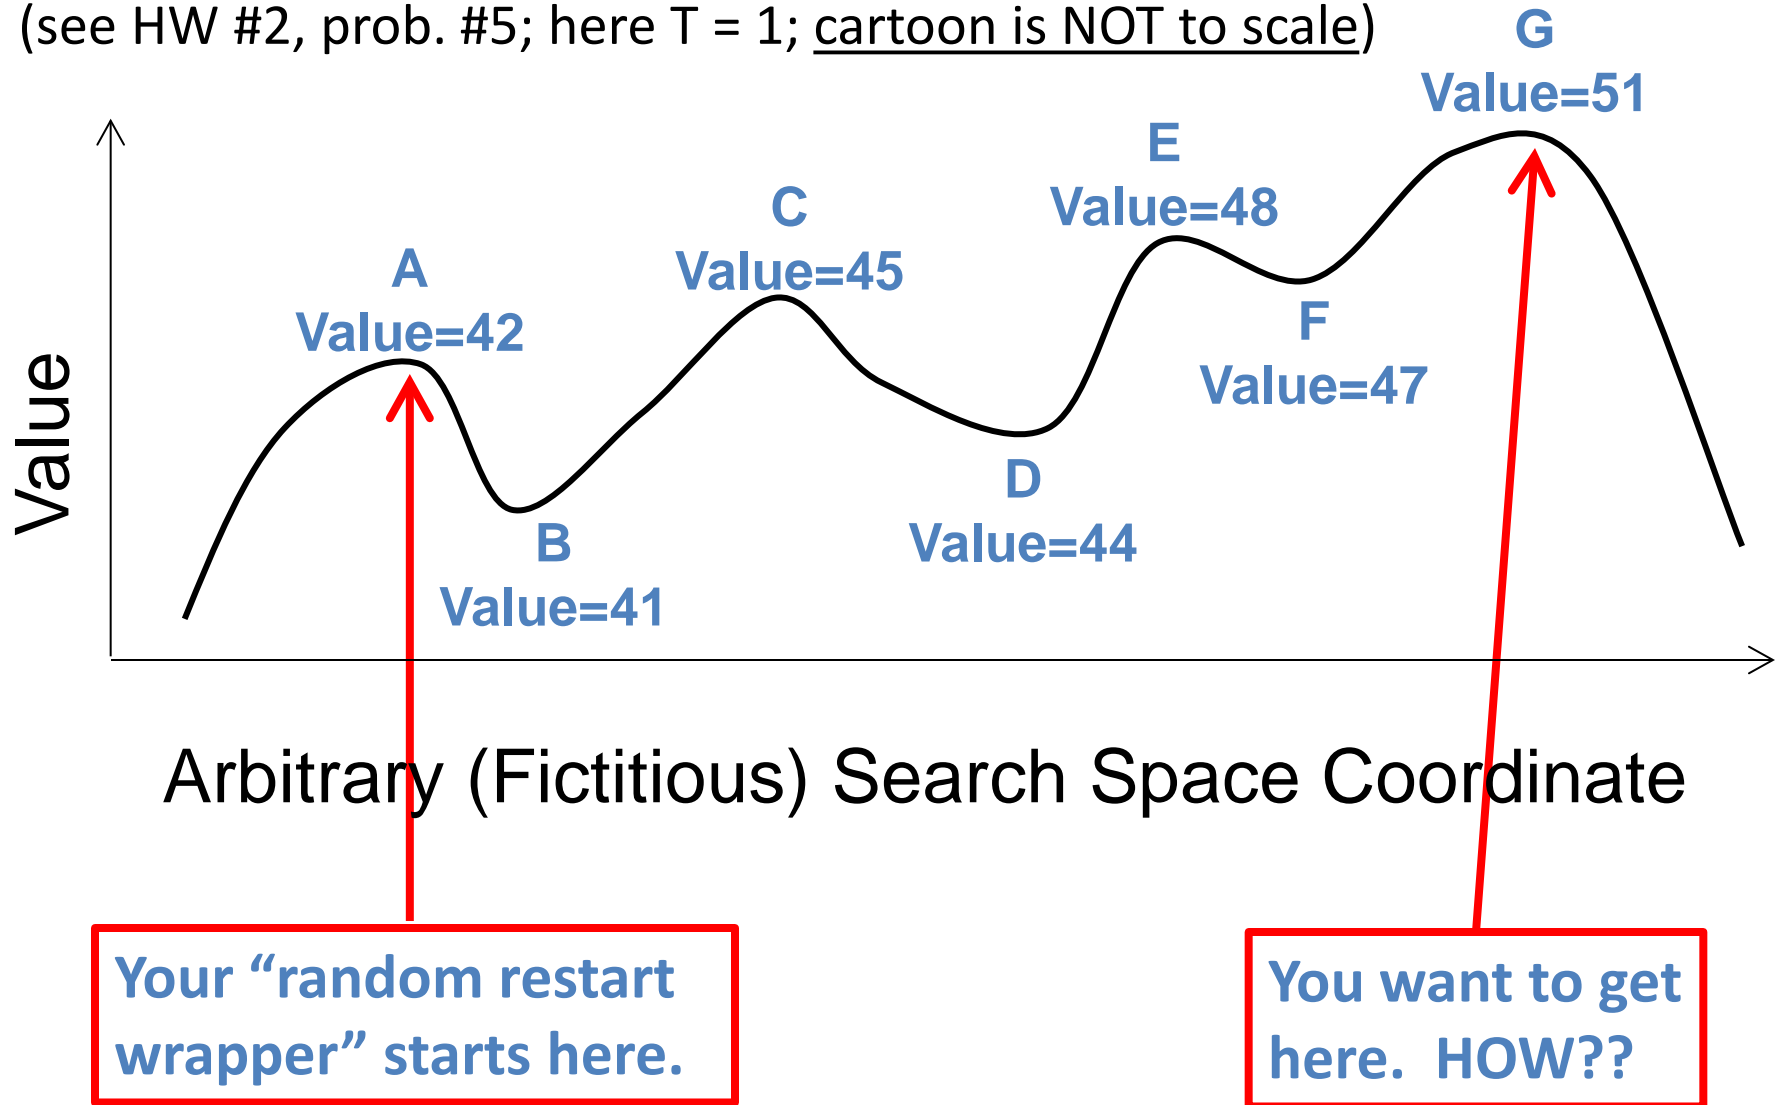 (see HW #2, prob. #5; here T = 1; cartoon is NOT to scale)
G
Value=51
E
Value=48
C
Value=45
A
Value=42
F
Value=47
D
Value=44
B
Value=41
Value
Arbitrary (Fictitious) Search Space Coordinate
Your “random restart
wrapper” starts here.
You want to get
here. HOW??